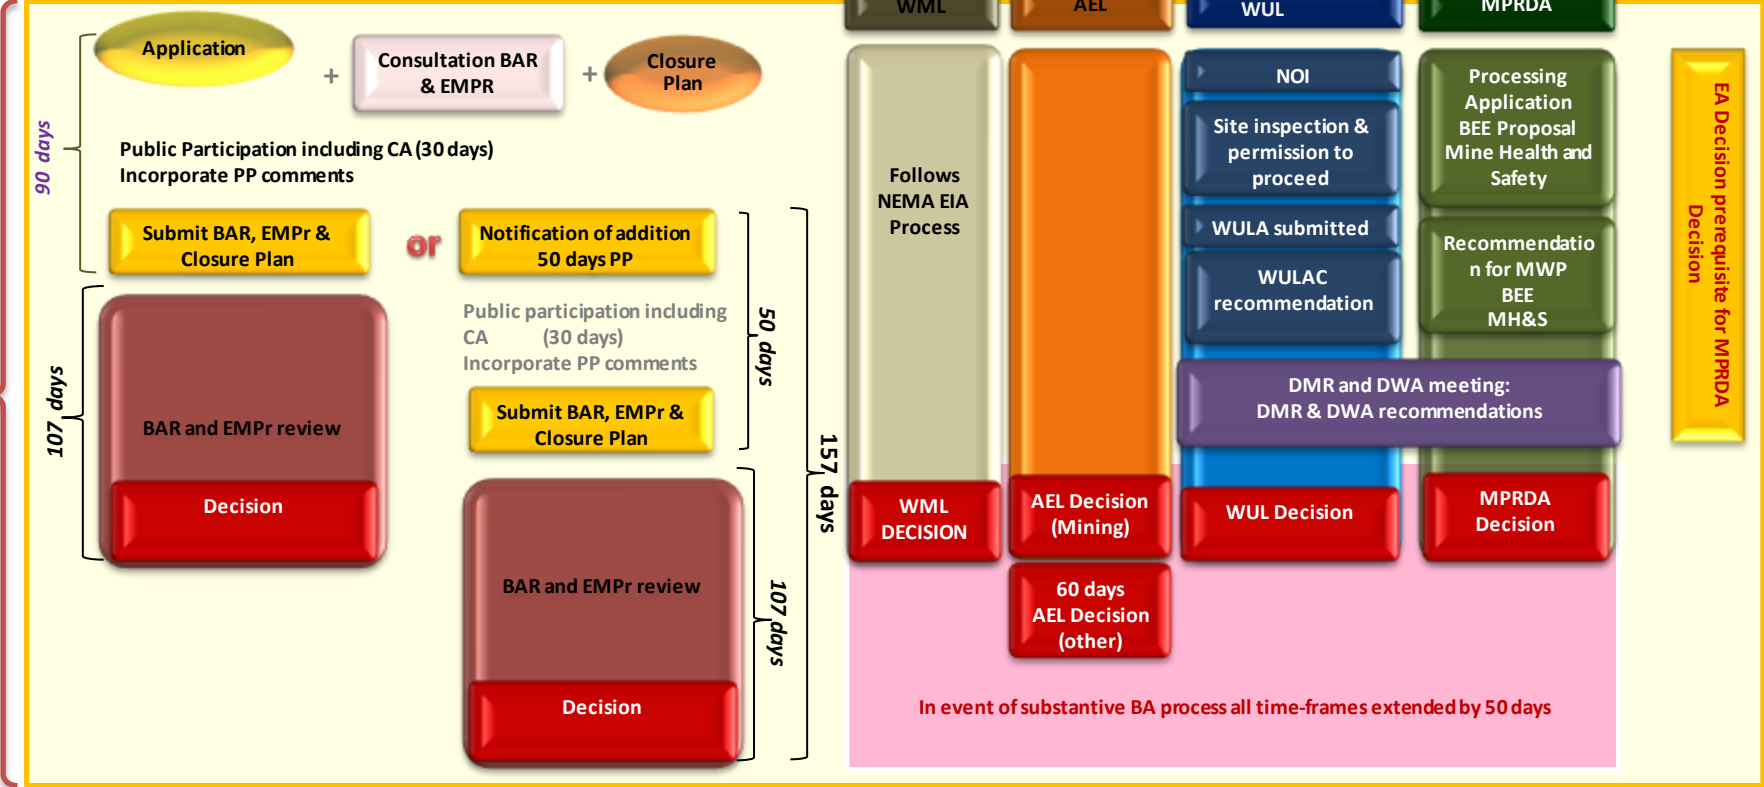 WML
AEL
WUL
MPRDA
Application
+
Consultation BAR
& EMPR
+
Closure
Plan
90 days
Public Participation including CA (30 days)
Incorporate PP comments
Submit BAR, EMPr &
Closure Plan
or
Notification of addition
50 days PP
Public participation including
CA (30 days)
Incorporate PP comments
50 days
Submit BAR, EMPr &
Closure Plan
107 days
BAR and EMPr review
Decision
BAR and EMPr review
Decision
107 days
157 days
Follows
NEMA EIA
Process
WML
DECISION
AEL Decision
(Mining)
60 days
AEL Decision
(other)
NOI
Site inspection &
permission to
proceed
WULA submitted
WULAC
recommendation
Processing
Application
BEE Proposal
Mine Health and
Safety
Recommendatio
n for MWP
BEE
MH&S
DMR and DWA meeting:
DMR & DWA recommendations
WUL Decision
MPRDA
Decision
In event of substantive BA process all time-frames extended by 50 days
EA Decision prerequisite for MPRDA
Decision